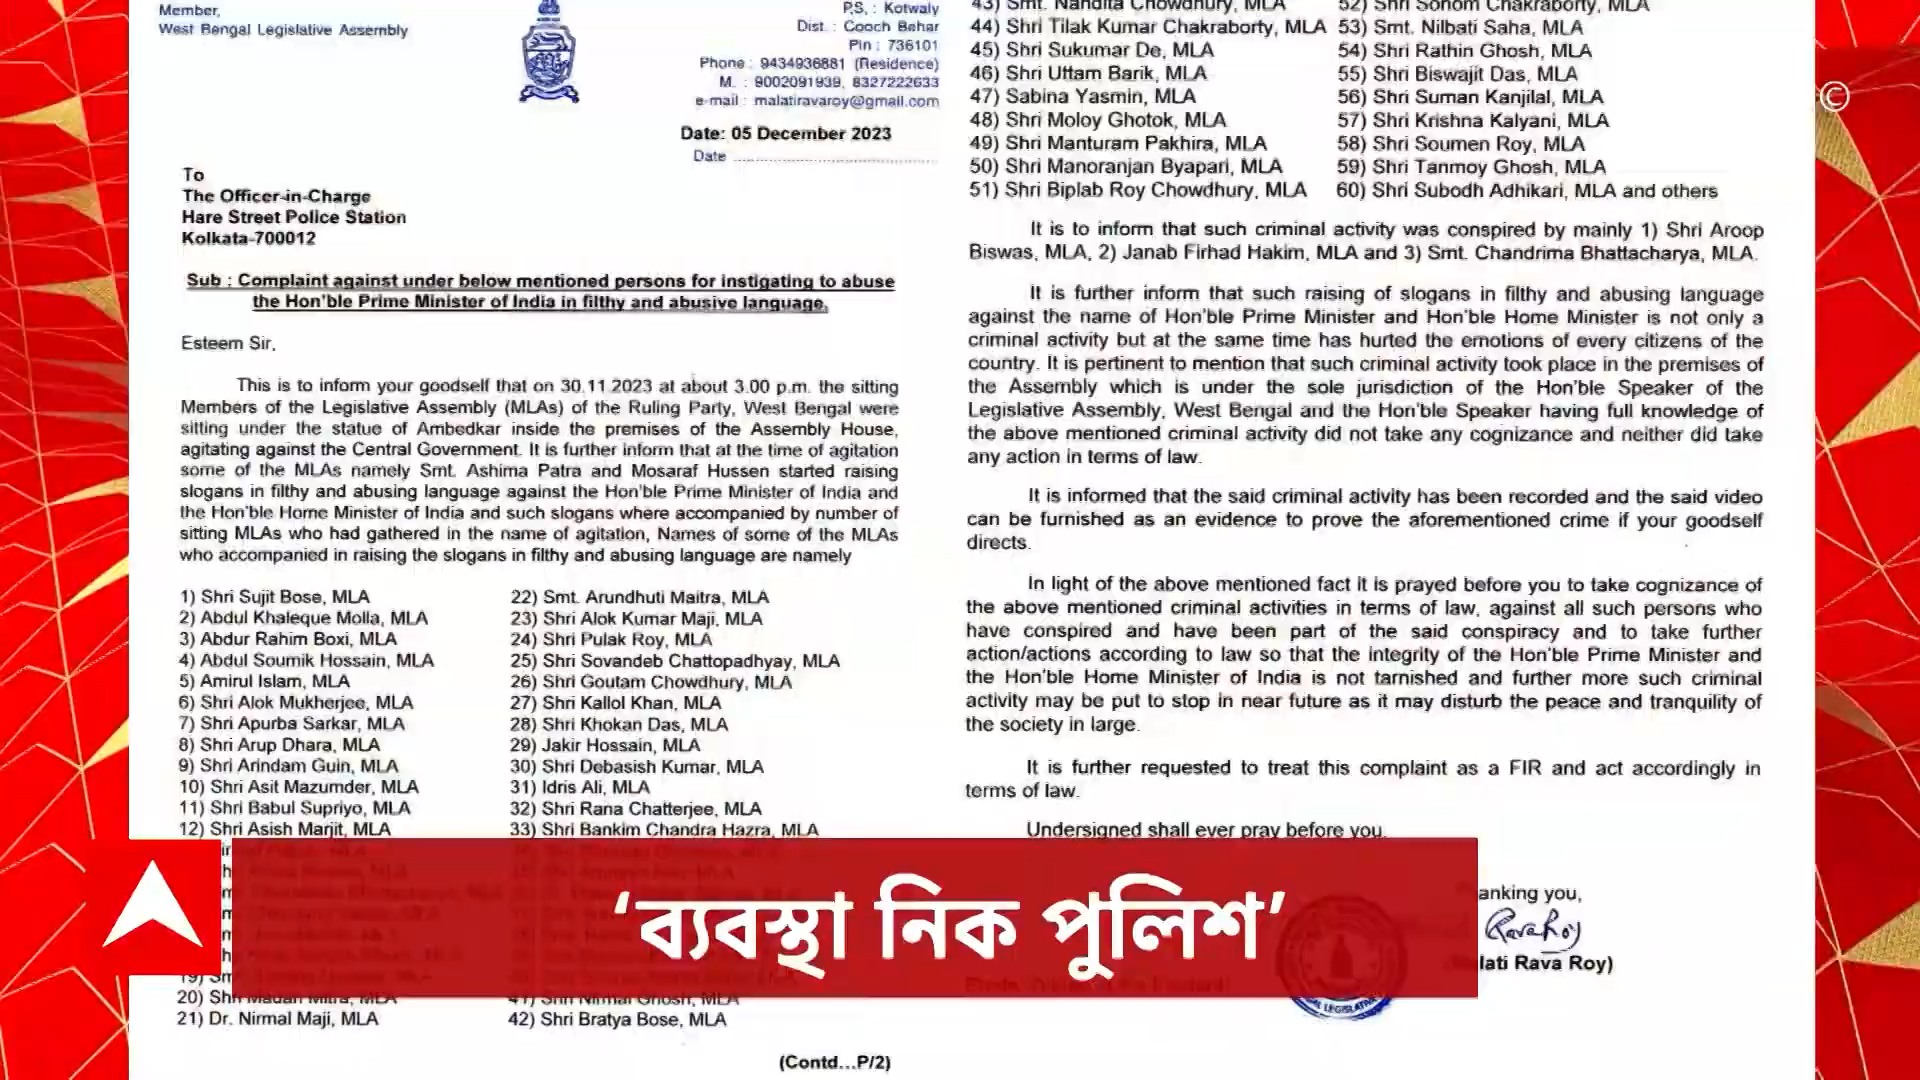 Member,
West Bengal Legislative Assembly
P.S. : Kotwaly
Dist. : Cooch Behar
Pin : 736101
Phone : 9434936881 (Residence)
M. : 9002091939, 8327222633
e-mail : malatiravaroy@gmail.com
Date: 05 December 2023
Date
To
The Officer-in-Charge
Hare Street Police Station
Kolkata-700012
Sub : Complaint against under below mentioned persons for instigating to abuse
the Hon'ble Prime Minister of India in filthy and abusive language.
Esteem Sir,
This is to inform your goodself that on 30.11.2023 at about 3.00 p.m. the sitting
Members of the Legislative Assembly (MLAs) of the Ruling Party, West Bengal were
sitting under the statue of Ambedkar inside the premises of the Assembly House,
agitating against the Central Government. It is further inform that at the time of agitation
some of the MLAs namely Smt. Ashima Patra and Mosaraf Hussen started raising
slogans in filthy and abusing language against the Hon'ble Prime Minister of India and
the Hon'ble Home Minister of India and such slogans where accompanied by number of
sitting MLAs who had gathered in the name of agitation, Names of some of the MLAs
who accompanied in raising the slogans in filthy and abusing language are namely
1) Shri Sujit Bose, MLA
2) Abdul Khaleque Molla, MLA
3) Abdur Rahim Boxi, MLA
4) Abdul Soumik Hossain, MLA
5) Amirul Islam, MLA
6) Shri Alok Mukherjee, MLA
7) Shri Apurba Sarkar, MLA
8) Shri Arup Dhara, MLA
9) Shri Arindam Guin, MLA
10) Shri Asit Mazumder, MLA
11) Shri Babul Supriyo, MLA
12) Shri Asish Marjit, MLA
19) Sm
20) Shri Madan Mitra, MLA
21) Dr. Nirmal Maji, MLA
22) Smt. Arundhuti Maitra, MLA
23) Shri Alok Kumar Maji, MLA
24) Shri Pulak Roy, MLA
25) Shri Sovandeb Chattopadhyay, MLA
26) Shri Goutam Chowdhury, MLA
27) Shri Kallol Khan, MLA
28) Shri Khokan Das, MLA
29) Jakir Hossain, MLA
30) Shri Debasish Kumar, MLA
31) Idris Ali, MLA
32) Shri Rana Chatterjee, MLA
33) Shri Bankim Chandra Hazra, MLA
41) Shri Nirmal Ghosh, MLA
42) Shri Bratya Bose, MLA
(Contd...P/2)
43) Smt. Nandita Chowdhury, MLA
44) Shri Tilak Kumar Chakraborty, MLA
45) Shri Sukumar De, MLA
46) Shri Uttam Barik, MLA
47) Sabina Yasmin, MLA
48) Shri Moloy Ghotok, MLA
49) Shri Manturam Pakhira, MLA
50) Shri Manoranjan Byapari, MLA
51) Shri Biplab Roy Chowdhury, MLA
52) Shri Sohom Chakraborty, MLA
53) Smt. Nilbati Saha, MLA
54) Shri Rathin Ghosh, MLA
55) Shri Biswajit Das, MLA
56) Shri Suman Kanjilal, MLA
57) Shri Krishna Kalyani, MLA
58) Shri Soumen Roy, MLA
59) Shri Tanmoy Ghosh, MLA
60) Shri Subodh Adhikari, MLA and others
It is to inform that such criminal activity was conspired by mainly 1) Shri Aroop
Biswas, MLA, 2) Janab Firhad Hakim, MLA and 3) Smt. Chandrima Bhattacharya, MLA.
It is further inform that such raising of slogans in filthy and abusing language
against the name of Hon'ble Prime Minister and Hon'ble Home Minister is not only a
criminal activity but at the same time has hurted the emotions of every citizens of the
country. It is pertinent to mention that such criminal activity took place in the premises of
the Assembly which is under the sole jurisdiction of the Hon'ble Speaker of the
Legislative Assembly, West Bengal and the Hon'ble Speaker having full knowledge of
the above mentioned criminal activity did not take any cognizance and neither did take
any action in terms of law.
It is informed that the said criminal activity has been recorded and the said video
can be furnished as an evidence to prove the aforementioned crime if your goodself
directs.
In light of the above mentioned fact it is prayed before you to take cognizance of
the above mentioned criminal activities in terms of law, against all such persons who
have conspired and have been part of the said conspiracy and to take further
action/actions according to law so that the integrity of the Hon'ble Prime Minister and
the Hon'ble Home Minister of India is not tarnished and further more such criminal
activity may be put to stop in near future as it may disturb the peace and tranquility of
the society in large.
It is further requested to treat this complaint as a FIR and act accordingly in
terms of law.
Undersigned shall ever pray before you.
anking you,
RavaRoy
lati Rava Roy)
‘ব্যবস্থা নিক পুলিশ’
©